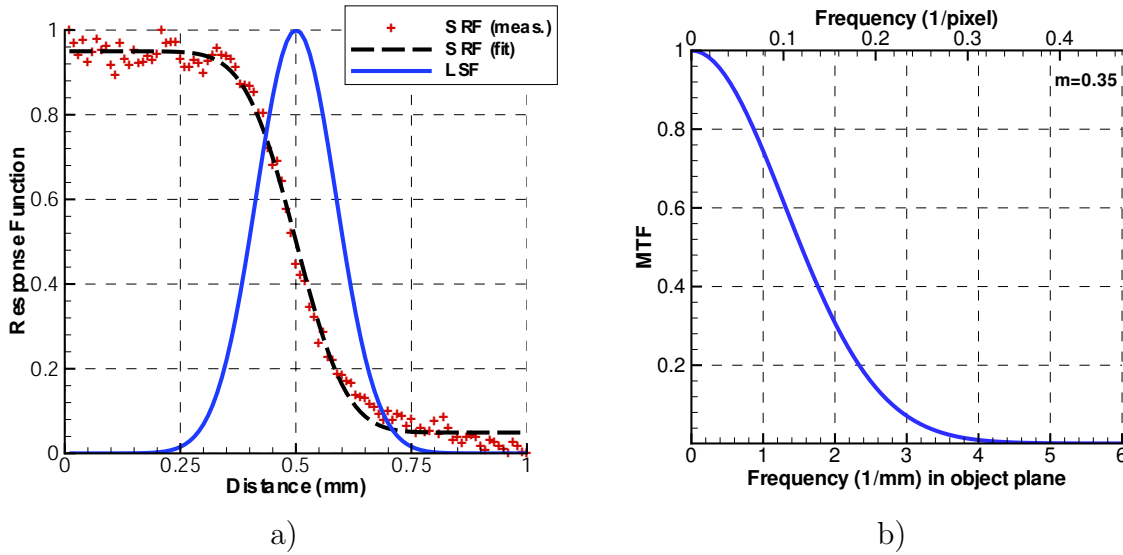 SRF (meas.)
SRF (fit)
LSF
1
0.8
0.6
0.4
0.2
0
0
0.25
0.5
0.75
1
Response Function
Distance (mm)
a)
Frequency (1/pixel)
0
0.1
0.2
0.3
0.4
m=0.35
1
0.8
0.6
0.4
0.2
MTF
0
1
2
3
4
5
6
Frequency (1/mm) in object plane
b)